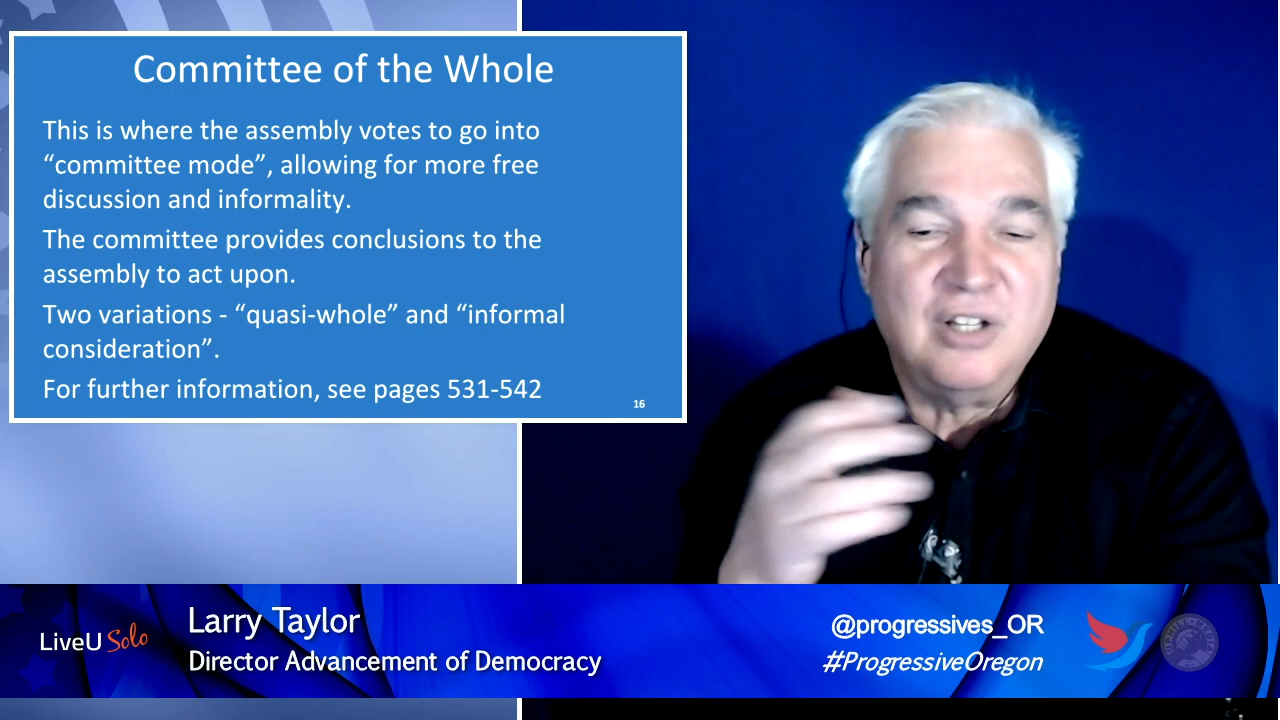 Committee of the Whole
This is where the assembly votes to go into
“committee mode”, allowing for more free
discussion and informality.
The committee provides conclusions to the
assembly to act upon.
Two variations - “quasi-whole” and “informal
consideration”.
For further information, see pages 531-542
16
LiveU Solo
Larry Taylor
Director Advancement of Democracy
@progressives_OR
#ProgressiveOregon